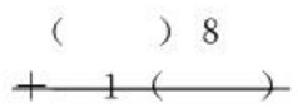 ( ) 8
+ 1 ( )